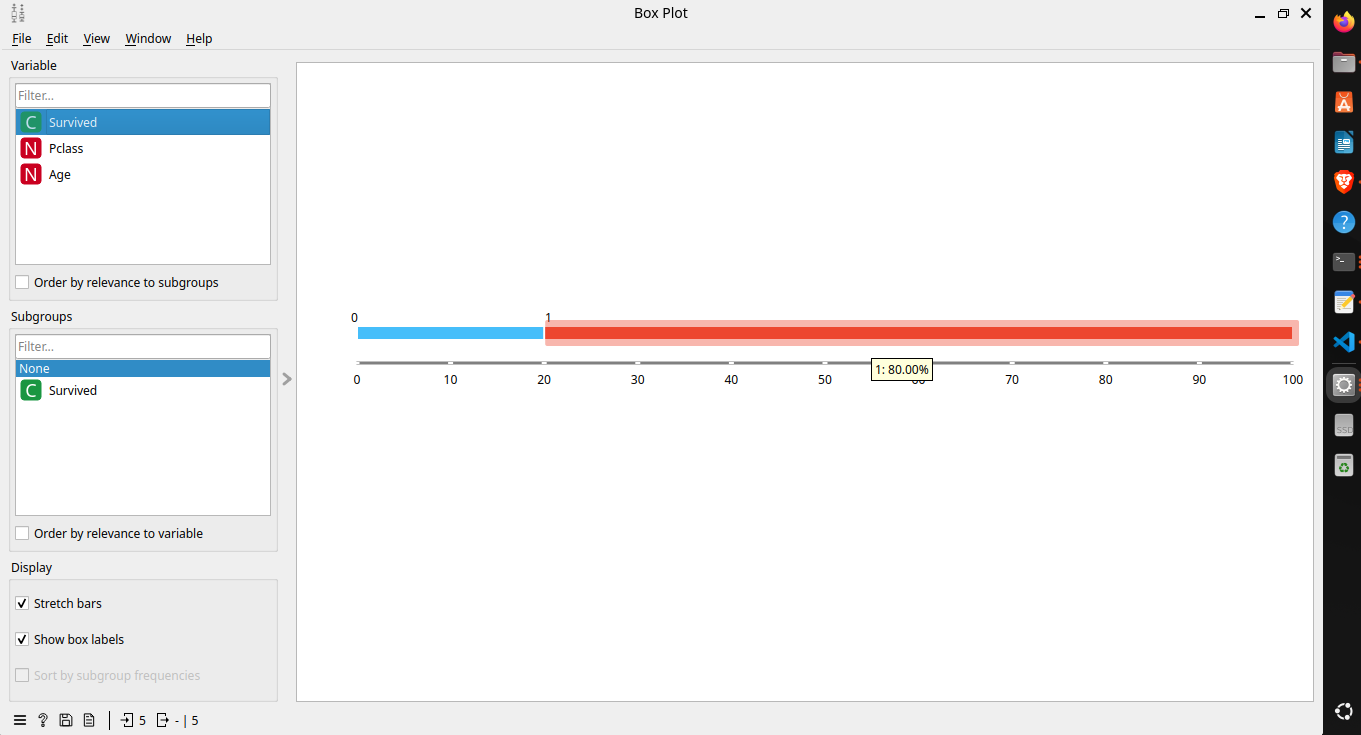 Box Plot
File Edit View Window Help
Variable
Filter...
C Survived
N Pclass
N Age
Order by relevance to subgroups
Subgroups
Filter...
None
C Survived
Order by relevance to variable
Display
Stretch bars
Show box labels
Sort by subgroup frequencies
? 5 - | 5
0 1
1: 80.00%
0 10 20 30 40 50 60 70 80 90 100
A
?
>_
SSD